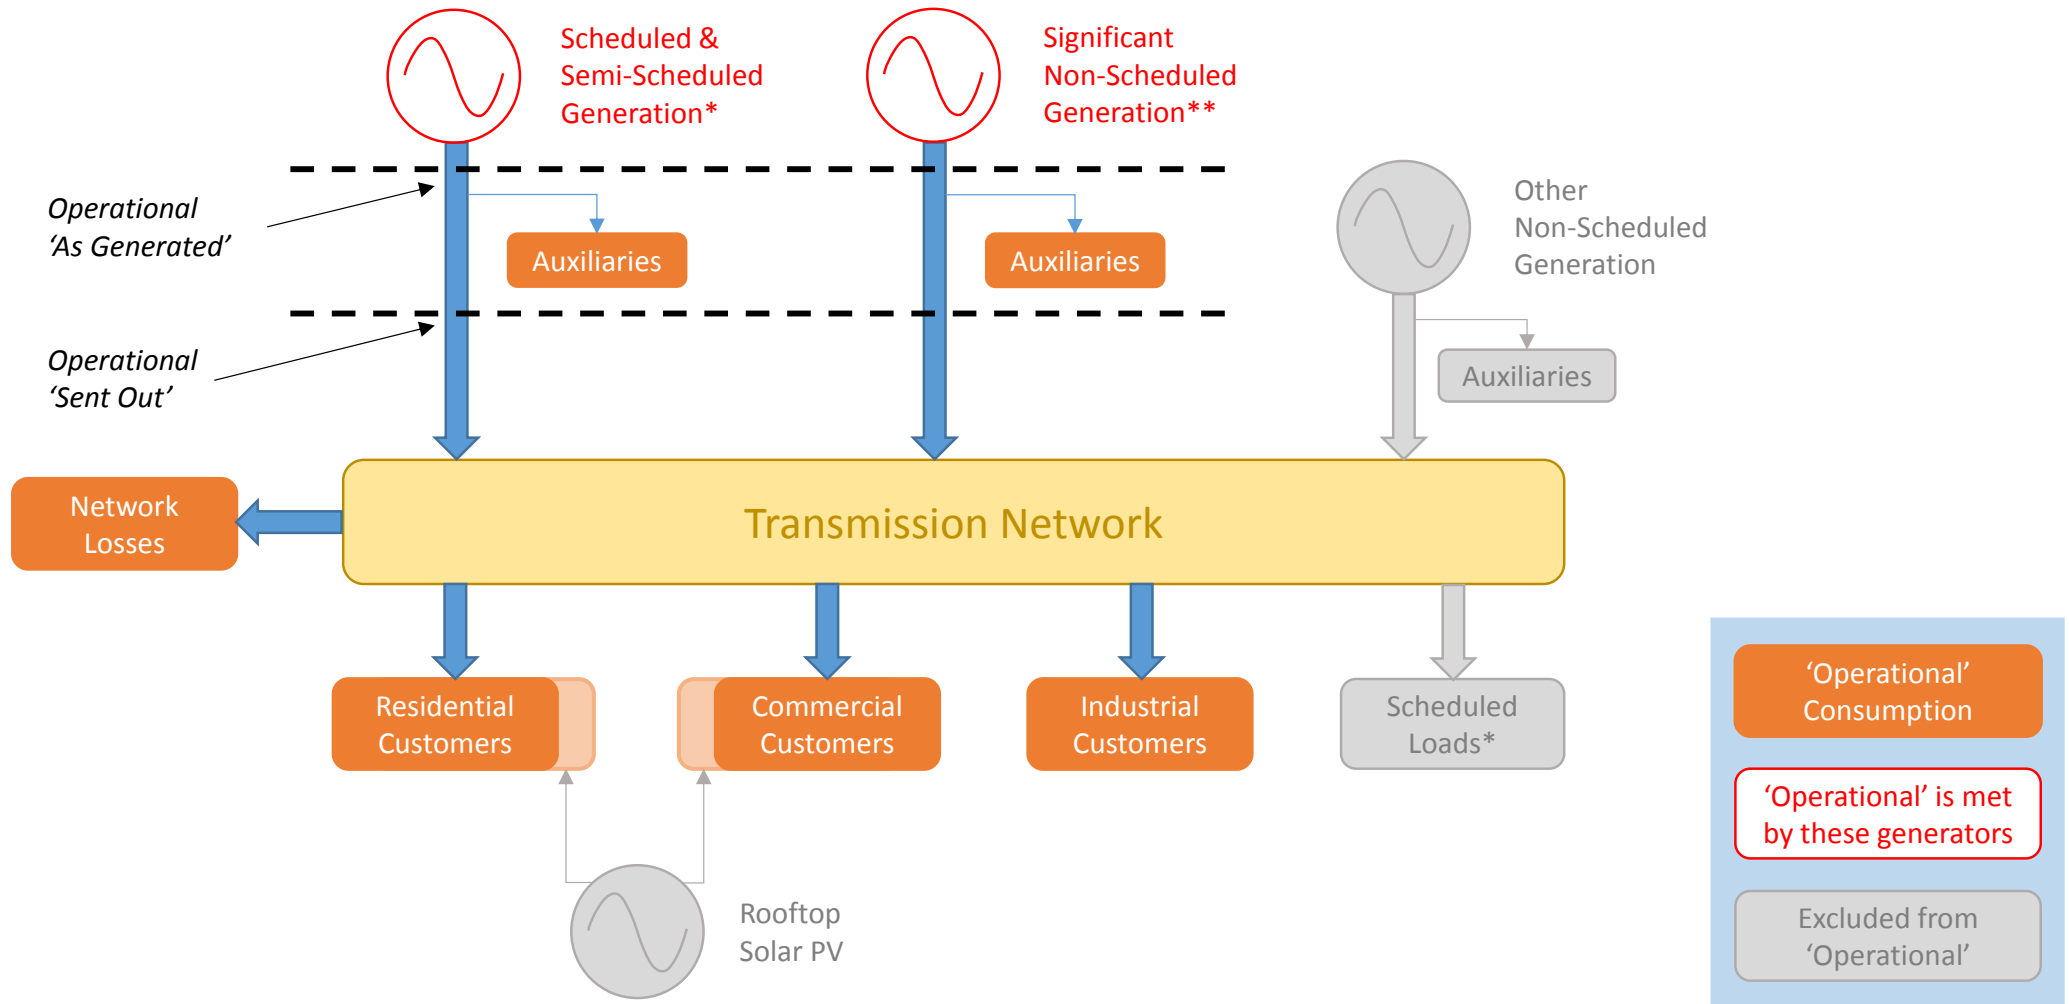 Scheduled &
Semi-Scheduled
Generation*
Significant
Non-Scheduled
Generation**
Operational
‘As Generated’
Auxiliaries
Auxiliaries
Other
Non-Scheduled
Generation
Operational
‘Sent Out’
Auxiliaries
Network
Losses
Transmission Network
Residential
Customers
Commercial
Customers
Industrial
Customers
Scheduled
Loads*
Rooftop
Solar PV
‘Operational’
Consumption
‘Operational’ is met
by these generators
Excluded from
‘Operational’